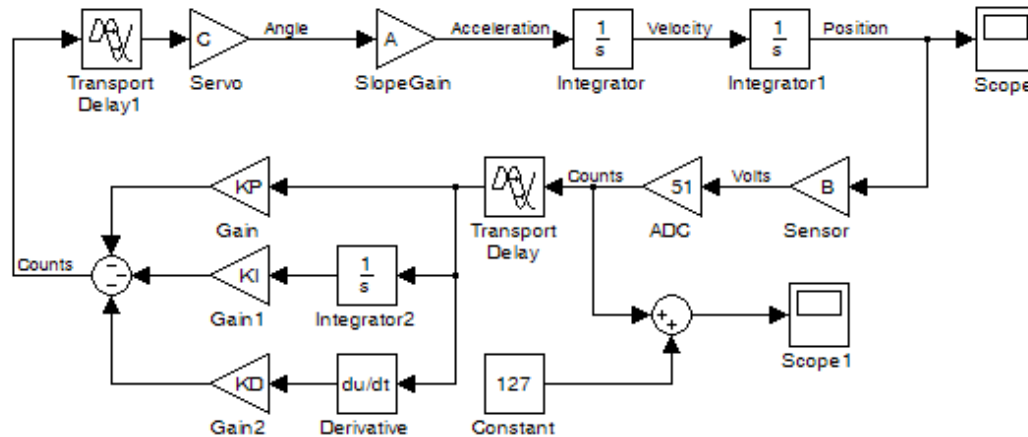 C
Angle
A
Acceleration
1
s
Velocity
1
s
Position
Transport
Delay1
Servo
SlopeGain
Integrator
Integrator1
Scope
KP
Counts
51
Volts
B
Gain
Transport
Delay
ADC
Sensor
Counts
KI
1
s
Gain1
Integrator2
Scope1
KD
du/dt
127
Gain2
Derivative
Constant